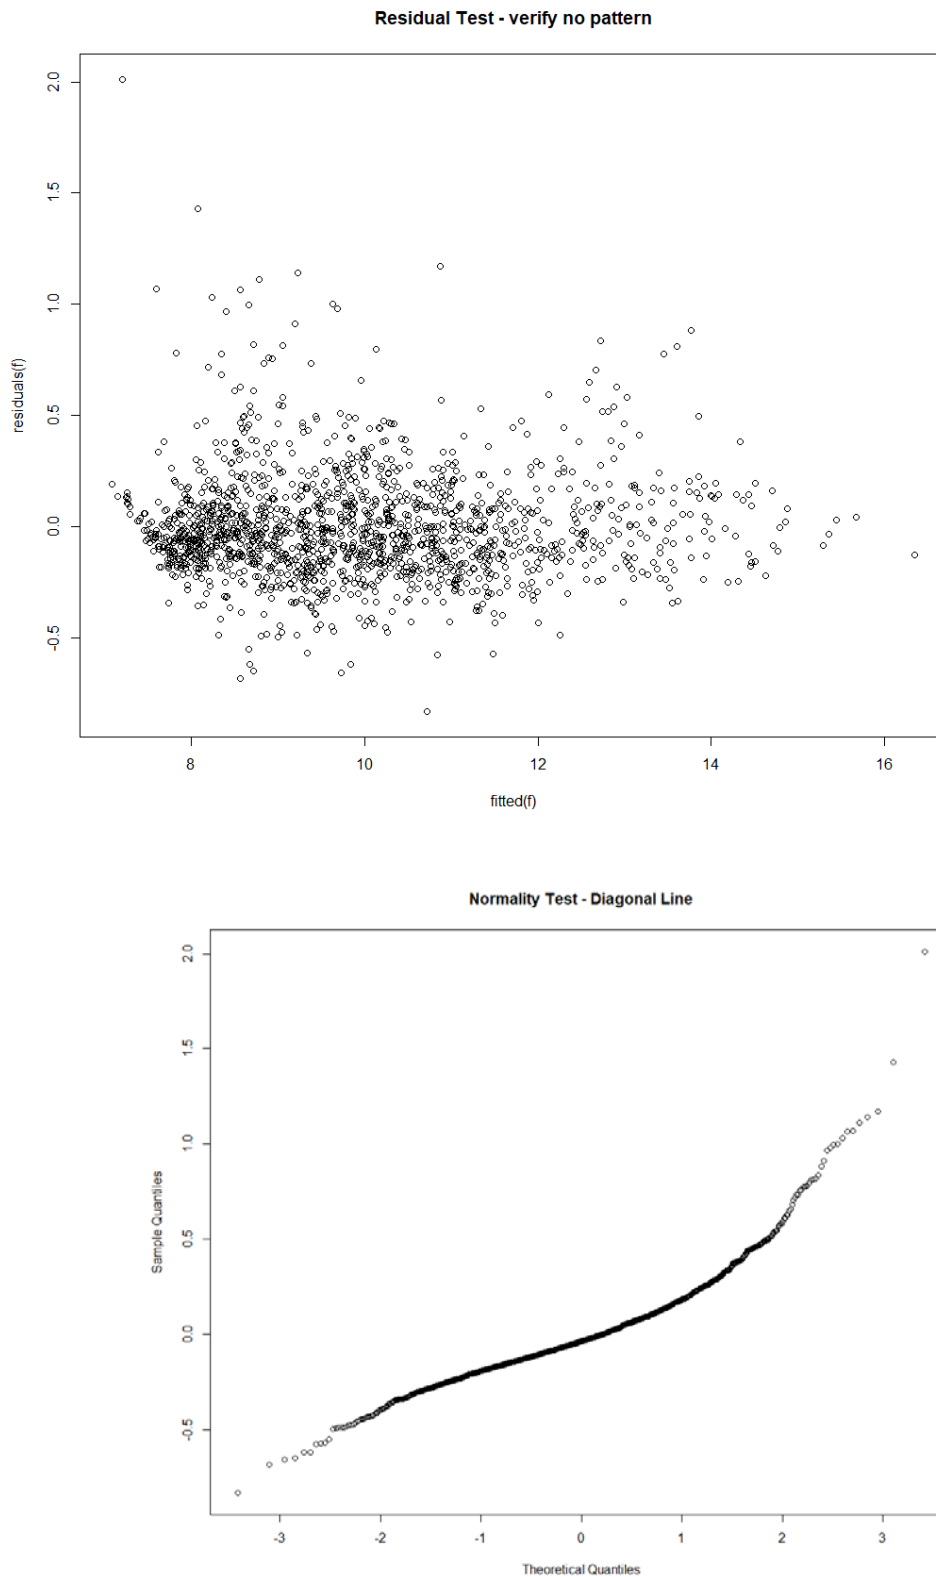 Residual Test - verify no pattern
2.0
1.5
1.0
0.5
0.0
-0.5
residuals(f)
8 10 12 14 16
fitted(f)
Normality Test - Diagonal Line
2.0
1.5
1.0
0.5
0.0
-0.5
Sample Quantiles
-3 -2 -1 0 1 2 3
Theoretical Quantiles